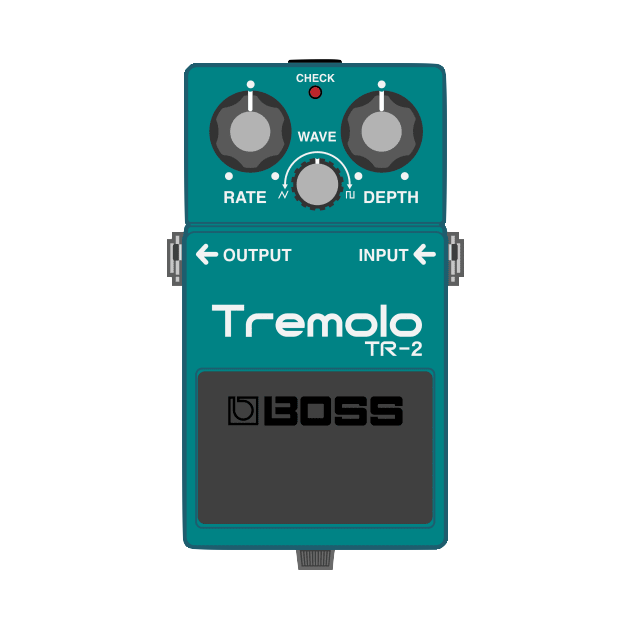 CHECK
WAVE
RATE DEPTH
OUTPUT INPUT
Tremolo
TR-2
BOSS